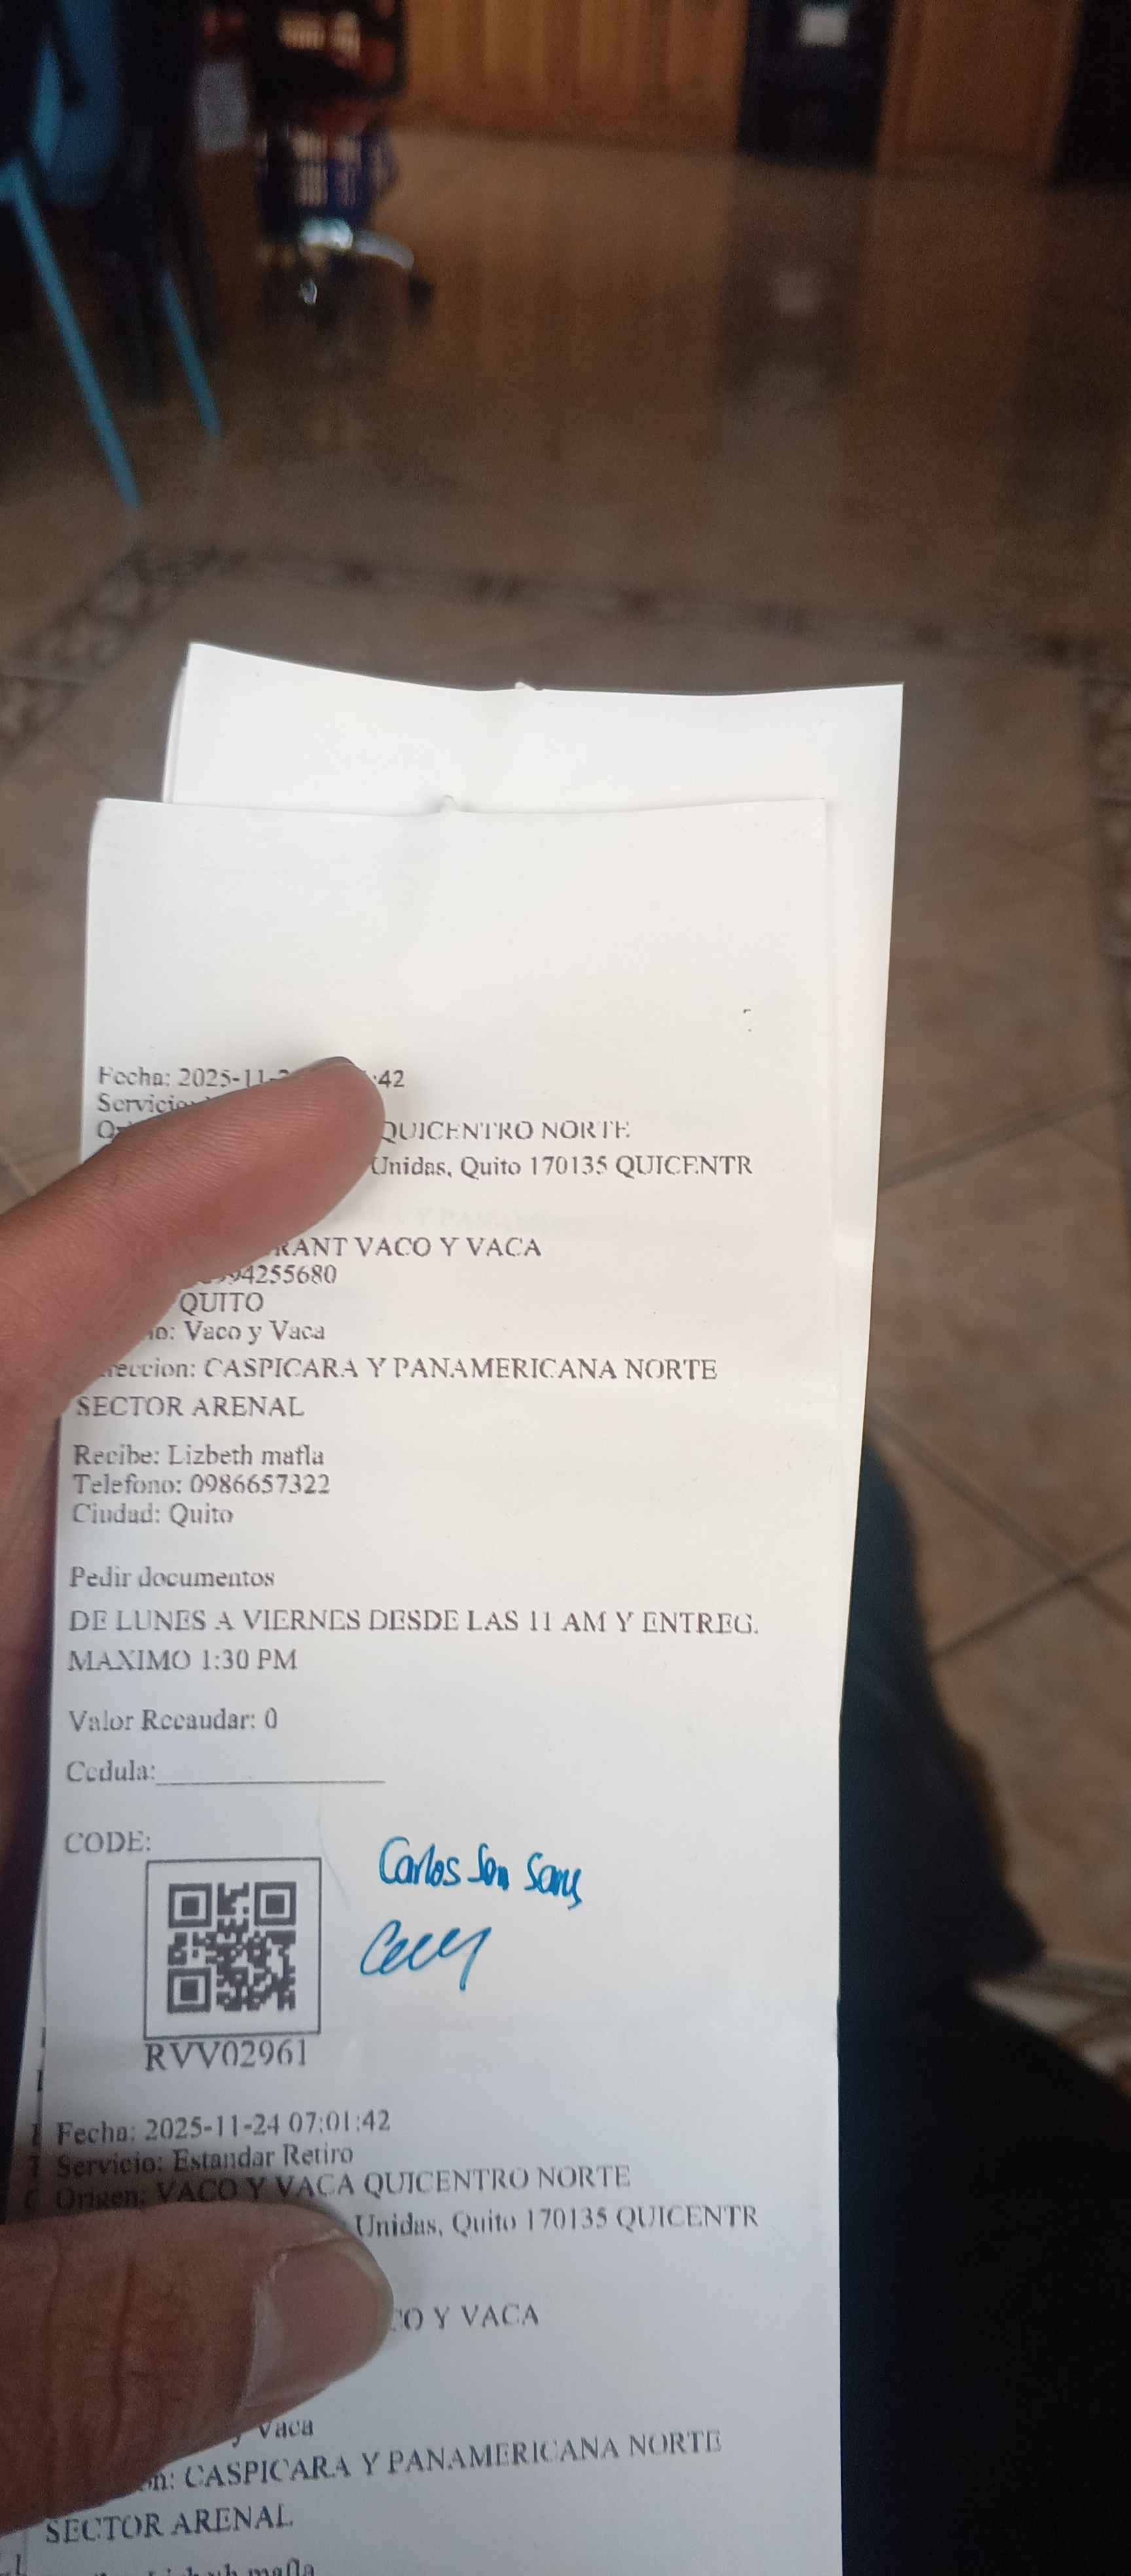 Fecha: 2025-11- :42
Servicio:
QUICENTRO NORTE
Unidas, Quito 170135 QUICENTR
RANT VACO Y VACA
94255680
QUITO
io: Vaco y Vaca
reccion: CASPICARA Y PANAMERICANA NORTE
SECTOR ARENAL
Recibe: Lizbeth mafla
Telefono: 0986657322
Ciudad: Quito
Pedir documentos
DE LUNES A VIERNES DESDE LAS 11 AM Y ENTREG.
MAXIMO 1:30 PM
Valor Recaudar: 0
Cedula:
CODE:
Carlos
RVV02961
Fecha: 2025-11-24 07:01:42
Servicio: Estandar Retiro
Origen: VACO Y VACA QUICENTRO NORTE
Unidas, Quito 170135 QUICENTR
CO Y VACA
y Vaca
n: CASPICARA Y PANAMERICANA NORTE
SECTOR ARENAL
mafla